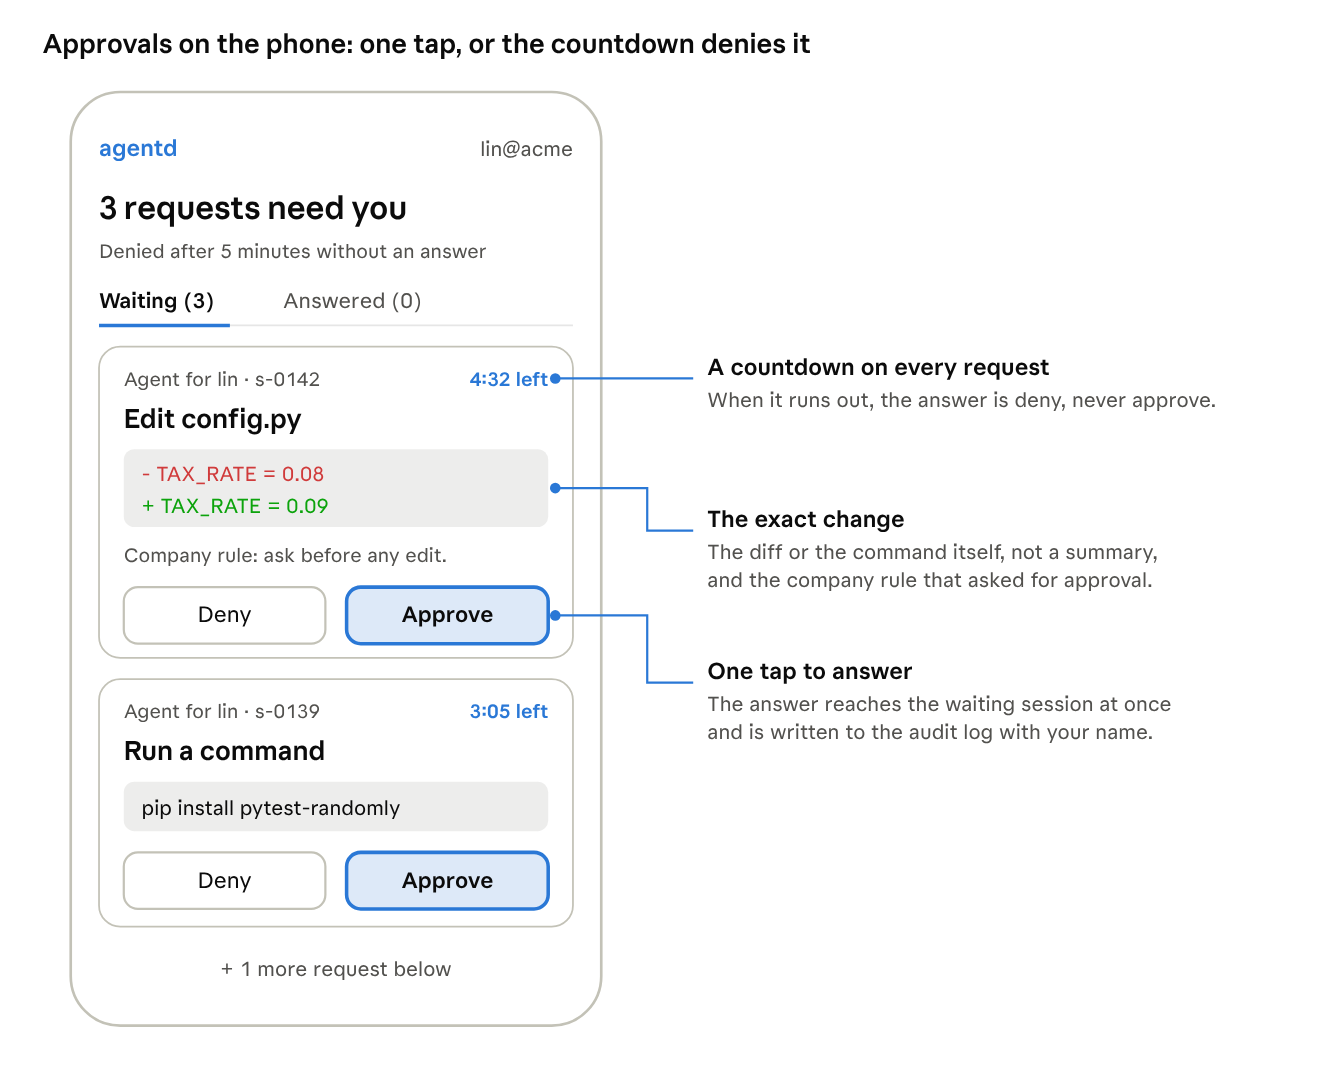 Approvals on the phone: one tap, or the countdown denies it
agentd
lin@acme
3 requests need you
Denied after 5 minutes without an answer
Waiting (3)
Answered (0)
Agent for lin · s-0142
4:32 left
Edit config.py
- TAX_RATE = 0.08
+ TAX_RATE = 0.09
Company rule: ask before any edit.
Deny
Approve
Agent for lin · s-0139
3:05 left
Run a command
pip install pytest-randomly
Deny
Approve
+ 1 more request below
A countdown on every request
When it runs out, the answer is deny, never approve.
The exact change
The diff or the command itself, not a summary,
and the company rule that asked for approval.
One tap to answer
The answer reaches the waiting session at once
and is written to the audit log with your name.